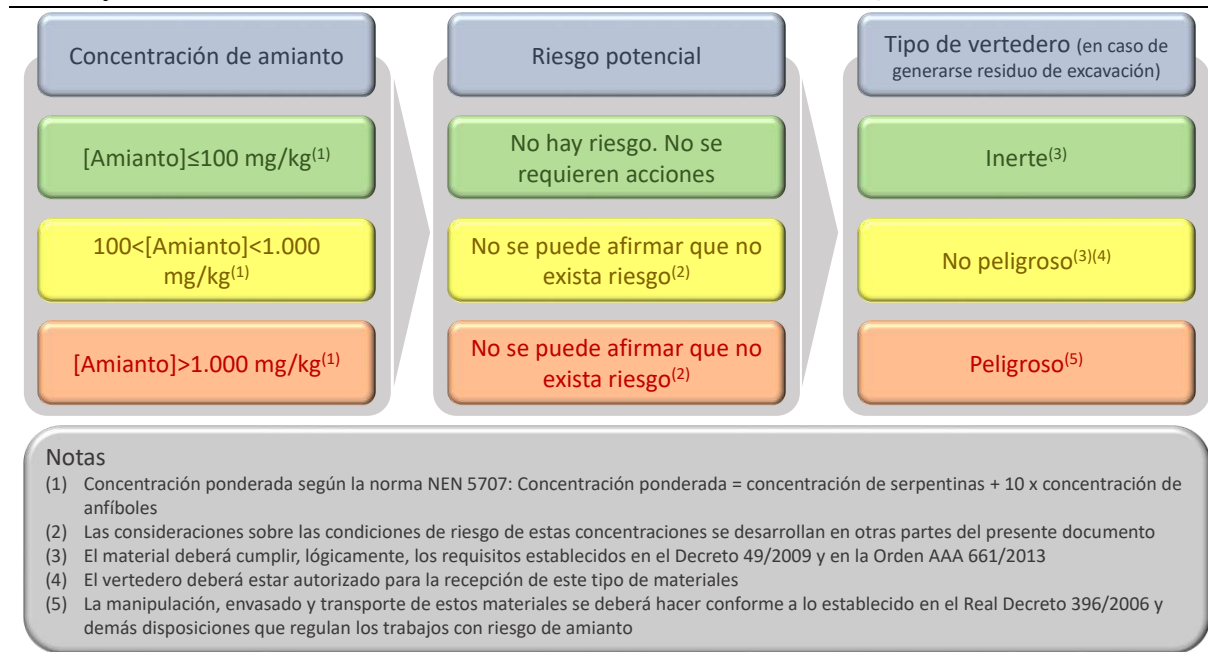 Concentración de amianto
Riesgo potencial
Tipo de vertedero (en caso de
generarse residuo de excavación)
[Amianto]≤100 mg/kg(1)
No hay riesgo. No se
requieren acciones
Inerte(3)
100<[Amianto]<1.000
mg/kg(1)
No se puede afirmar que no
exista riesgo(2)
No peligroso(3)(4)
[Amianto]>1.000 mg/kg(1)
No se puede afirmar que no
exista riesgo(2)
Peligroso(5)
Notas
(1) Concentración ponderada según la norma NEN 5707: Concentración ponderada = concentración de serpentinas + 10 x concentración de
anfíboles
(2) Las consideraciones sobre las condiciones de riesgo de estas concentraciones se desarrollan en otras partes del presente documento
(3) El material deberá cumplir, lógicamente, los requisitos establecidos en el Decreto 49/2009 y en la Orden AAA 661/2013
(4) El vertedero deberá estar autorizado para la recepción de este tipo de materiales
(5) La manipulación, envasado y transporte de estos materiales se deberá hacer conforme a lo establecido en el Real Decreto 396/2006 y
demás disposiciones que regulan los trabajos con riesgo de amianto